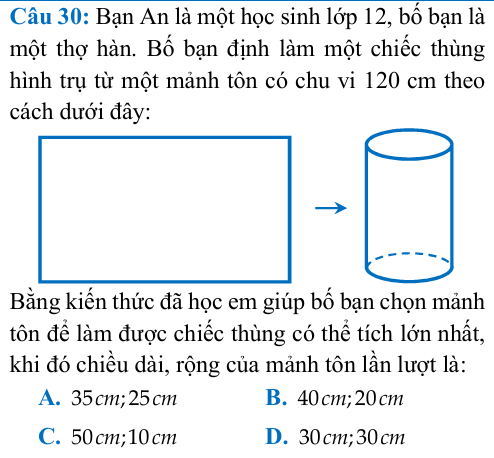 Câu 30: Bạn An là một học sinh lớp 12, bố bạn là
một thợ hàn. Bố bạn định làm một chiếc thùng
hình trụ từ một mảnh tôn có chu vi 120 cm theo
cách dưới đây:
Bằng kiến thức đã học em giúp bố bạn chọn mảnh
tôn để làm được chiếc thùng có thể tích lớn nhất,
khi đó chiều dài, rộng của mảnh tôn lần lượt là:
A. 35cm;25cm B. 40cm;20cm
C. 50cm;10cm D. 30cm;30cm